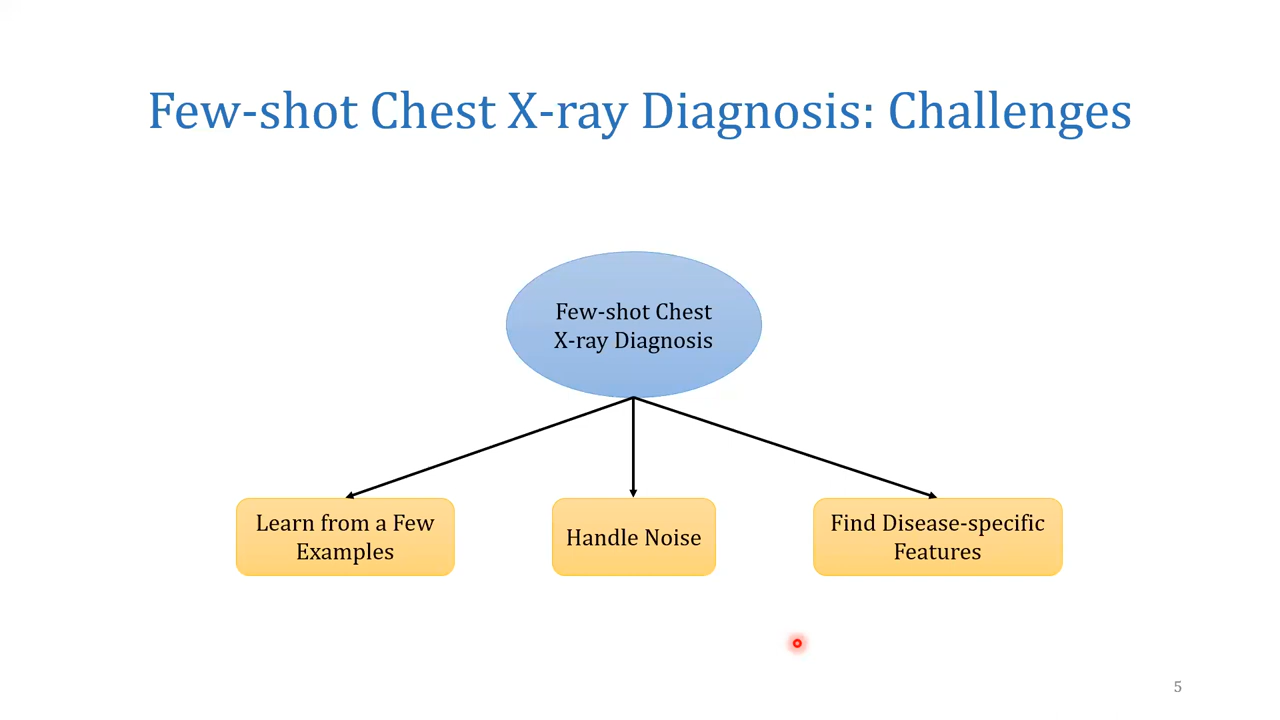 Few-shot Chest X-ray Diagnosis: Challenges
Few-shot Chest
X-ray Diagnosis
Learn from a Few
Examples
Handle Noise
Find Disease-specific
Features
5